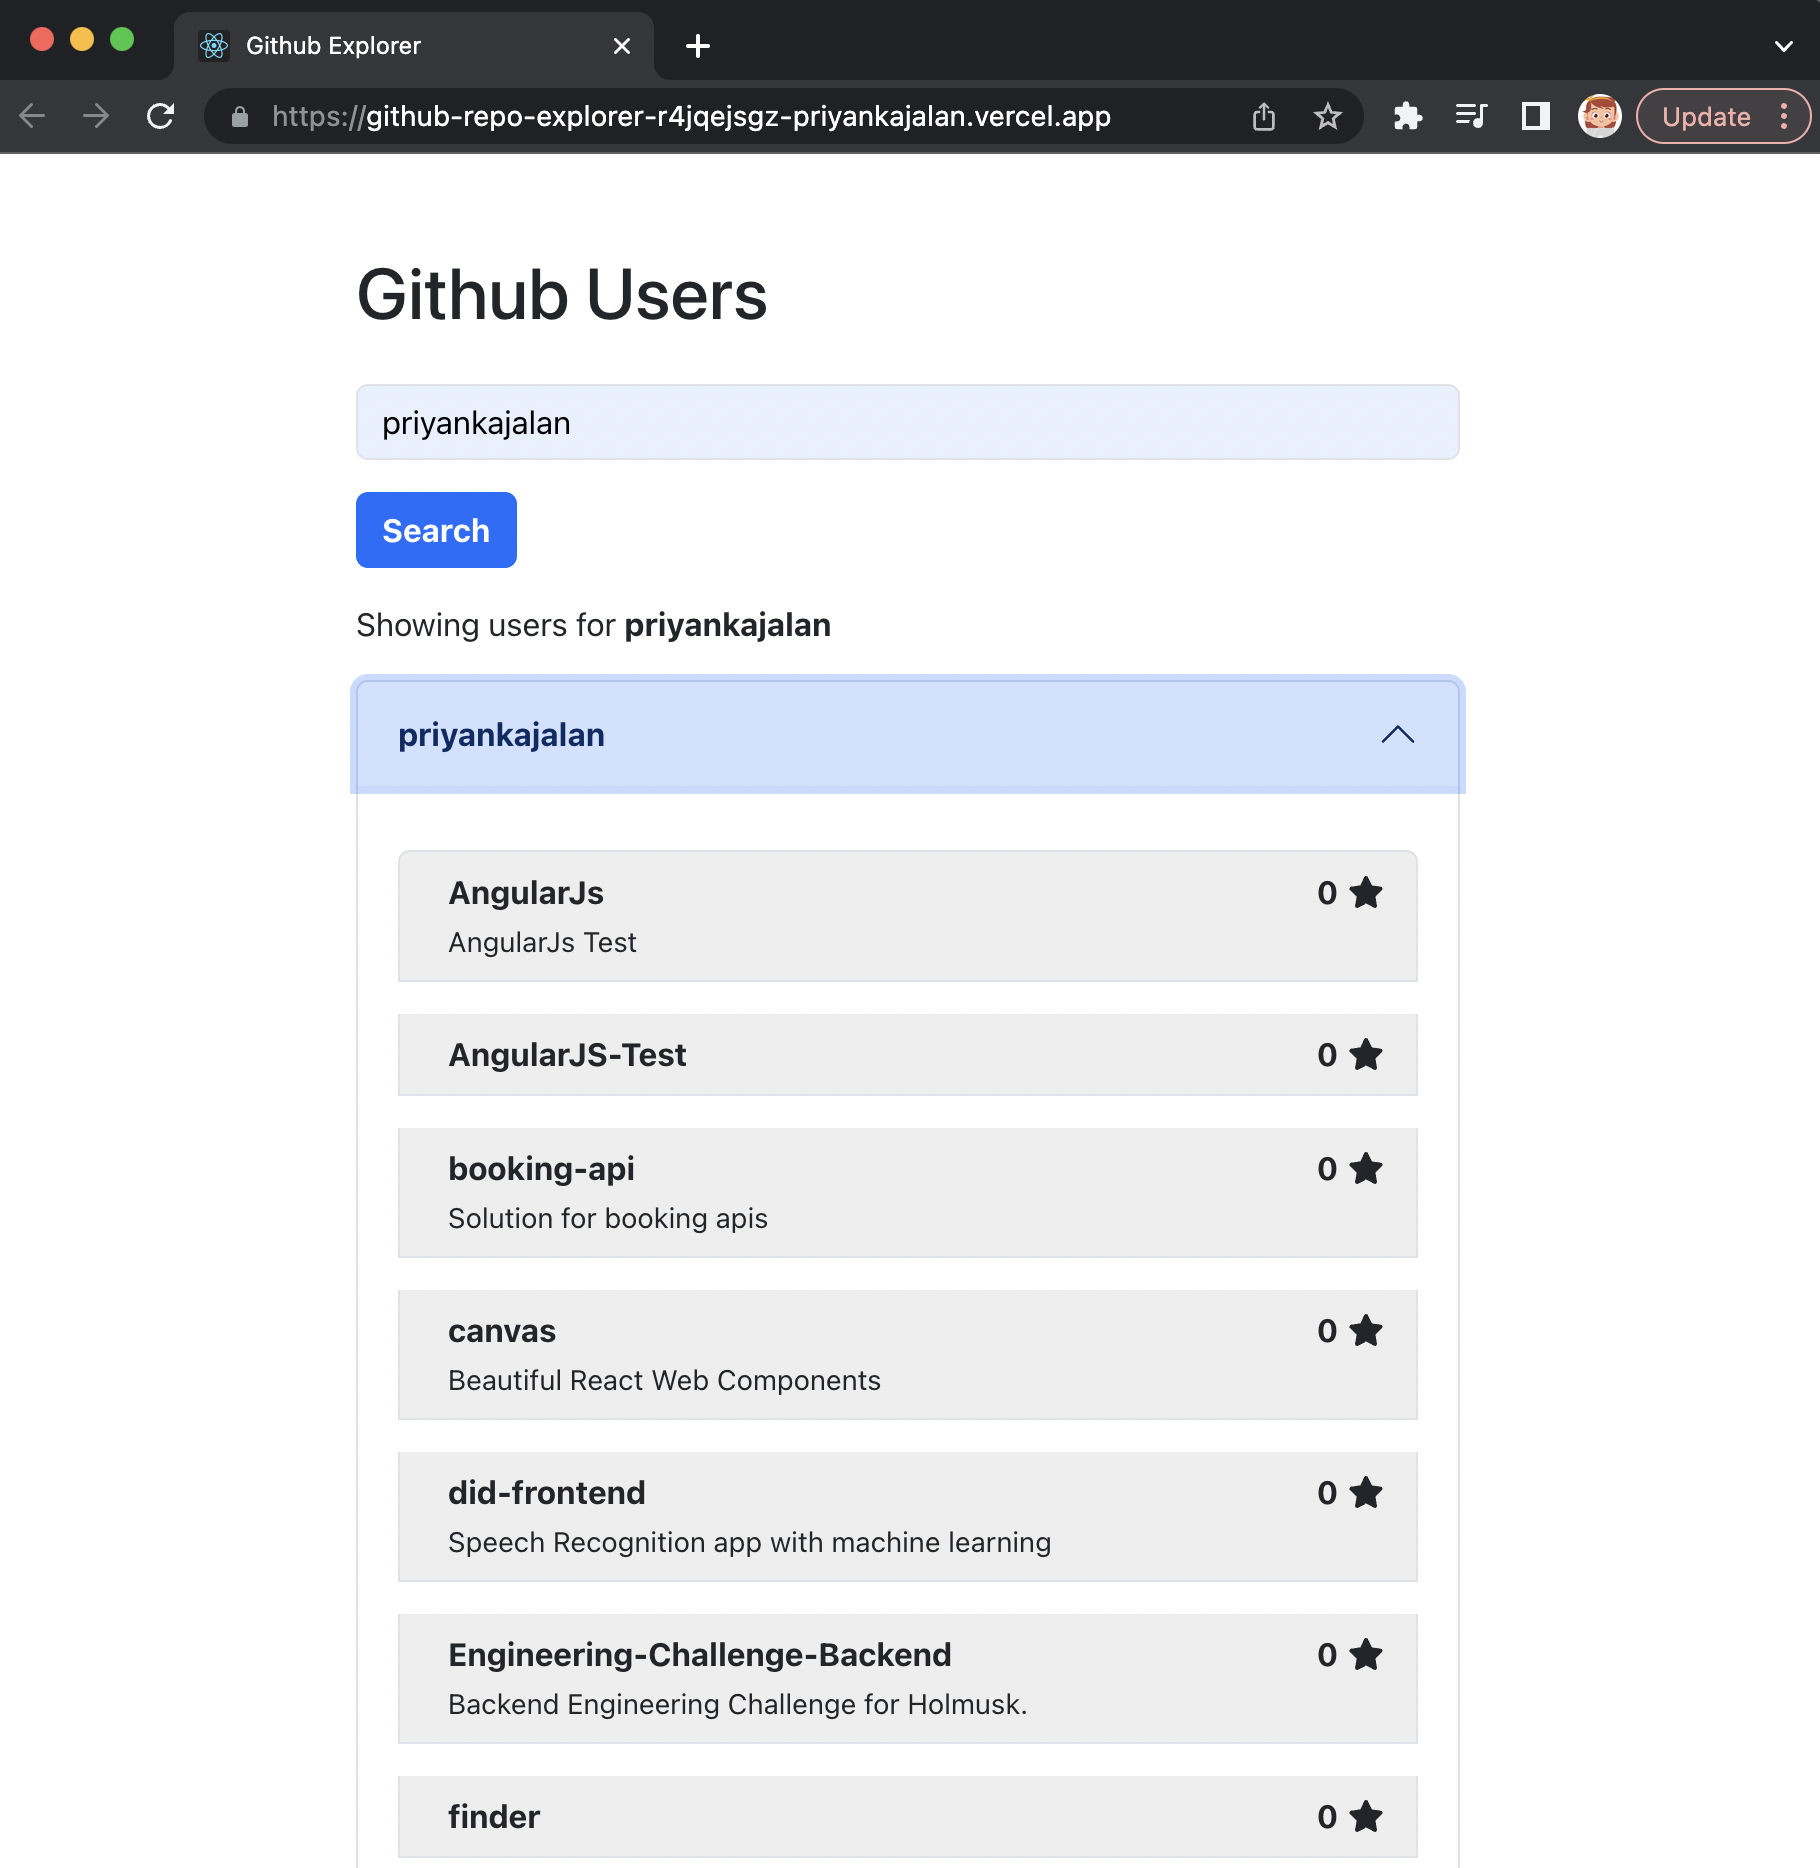 Github Explorer
https://github-repo-explorer-r4jqejsgz-priyankajalan.vercel.app
Update
Github Users
priyankajalan
Search
Showing users for priyankajalan
priyankajalan
AngularJs 0
AngularJs Test
AngularJS-Test 0
booking-api 0
Solution for booking apis
canvas 0
Beautiful React Web Components
did-frontend 0
Speech Recognition app with machine learning
Engineering-Challenge-Backend 0
Backend Engineering Challenge for Holmusk.
finder 0